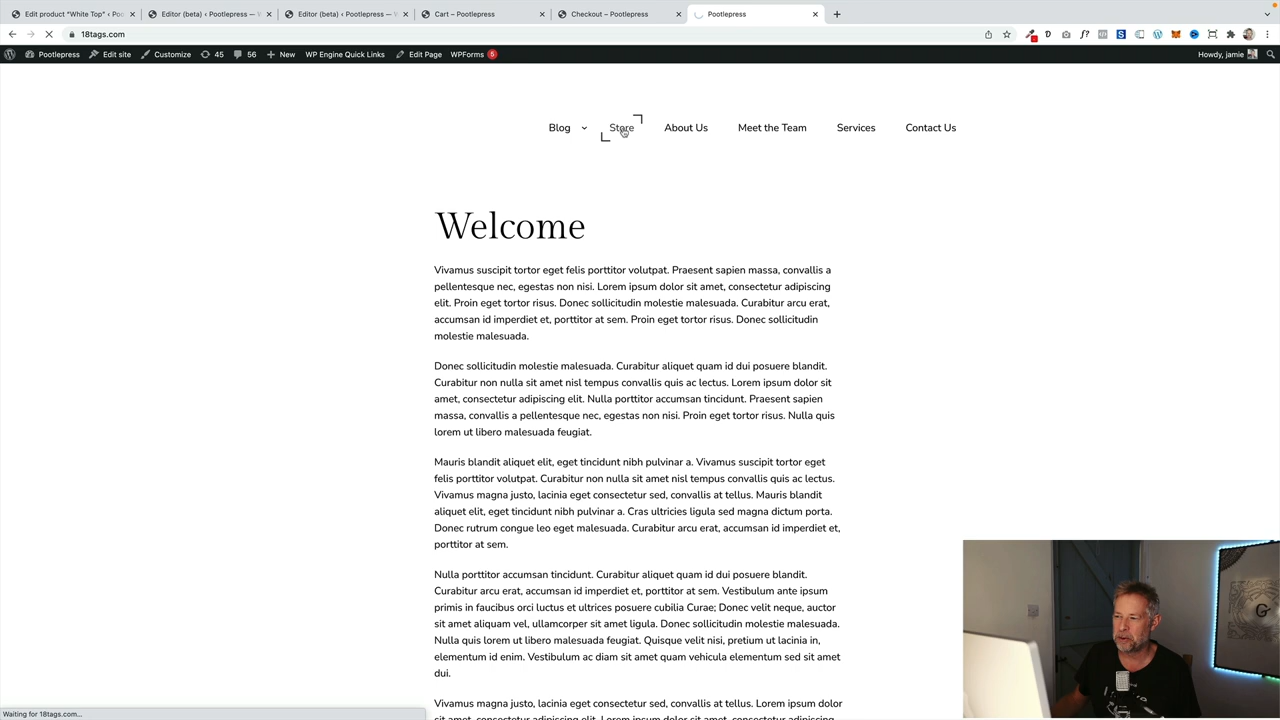 Edit product "White Top" ‹ Poo
Editor (beta) ‹ Pootlepress — W
Editor (beta) ‹ Pootlepress — W
Cart – Pootlepress
Checkout – Pootlepress
Pootlepress
18tags.com
Pootlepress
Edit site
Customize
45
56
New
WP Engine Quick Links
Edit Page
WPForms 5
Howdy, jamie
Blog
Store
About Us
Meet the Team
Services
Contact Us
Welcome
Vivamus suscipit tortor eget felis porttitor volutpat. Praesent sapien massa, convallis a
pellentesque nec, egestas non nisi. Lorem ipsum dolor sit amet, consectetur adipiscing
elit. Proin eget tortor risus. Donec sollicitudin molestie malesuada. Curabitur arcu erat,
accumsan id imperdiet et, porttitor at sem. Proin eget tortor risus. Donec sollicitudin
molestie malesuada.
Donec sollicitudin molestie malesuada. Curabitur aliquet quam id dui posuere blandit.
Curabitur non nulla sit amet nisl tempus convallis quis ac lectus. Lorem ipsum dolor sit
amet, consectetur adipiscing elit. Nulla porttitor accumsan tincidunt. Praesent sapien
massa, convallis a pellentesque nec, egestas non nisi. Proin eget tortor risus. Nulla quis
lorem ut libero malesuada feugiat.
Mauris blandit aliquet elit, eget tincidunt nibh pulvinar a. Vivamus suscipit tortor eget
felis porttitor volutpat. Curabitur non nulla sit amet nisl tempus convallis quis ac lectus.
Vivamus magna justo, lacinia eget consectetur sed, convallis at tellus. Mauris blandit
aliquet elit, eget tincidunt nibh pulvinar a. Cras ultricies ligula sed magna dictum porta.
Donec rutrum congue leo eget malesuada. Curabitur arcu erat, accumsan id imperdiet et,
porttitor at sem.
Nulla porttitor accumsan tincidunt. Curabitur aliquet quam id dui posuere blandit.
Curabitur arcu erat, accumsan id imperdiet et, porttitor at sem. Vestibulum ante ipsum
primis in faucibus orci luctus et ultrices posuere cubilia Curae; Donec velit neque, auctor
sit amet aliquam vel, ullamcorper sit amet ligula. Donec sollicitudin molestie malesuada.
Nulla quis lorem ut libero malesuada feugiat. Quisque velit nisi, pretium ut lacinia in,
elementum id enim. Vestibulum ac diam sit amet quam vehicula elementum sed sit amet
dui.
Vivamus magna justo, lacinia eget consectetur sed, convallis at tellus. Curabitur non nulla
Waiting for 18tags.com...